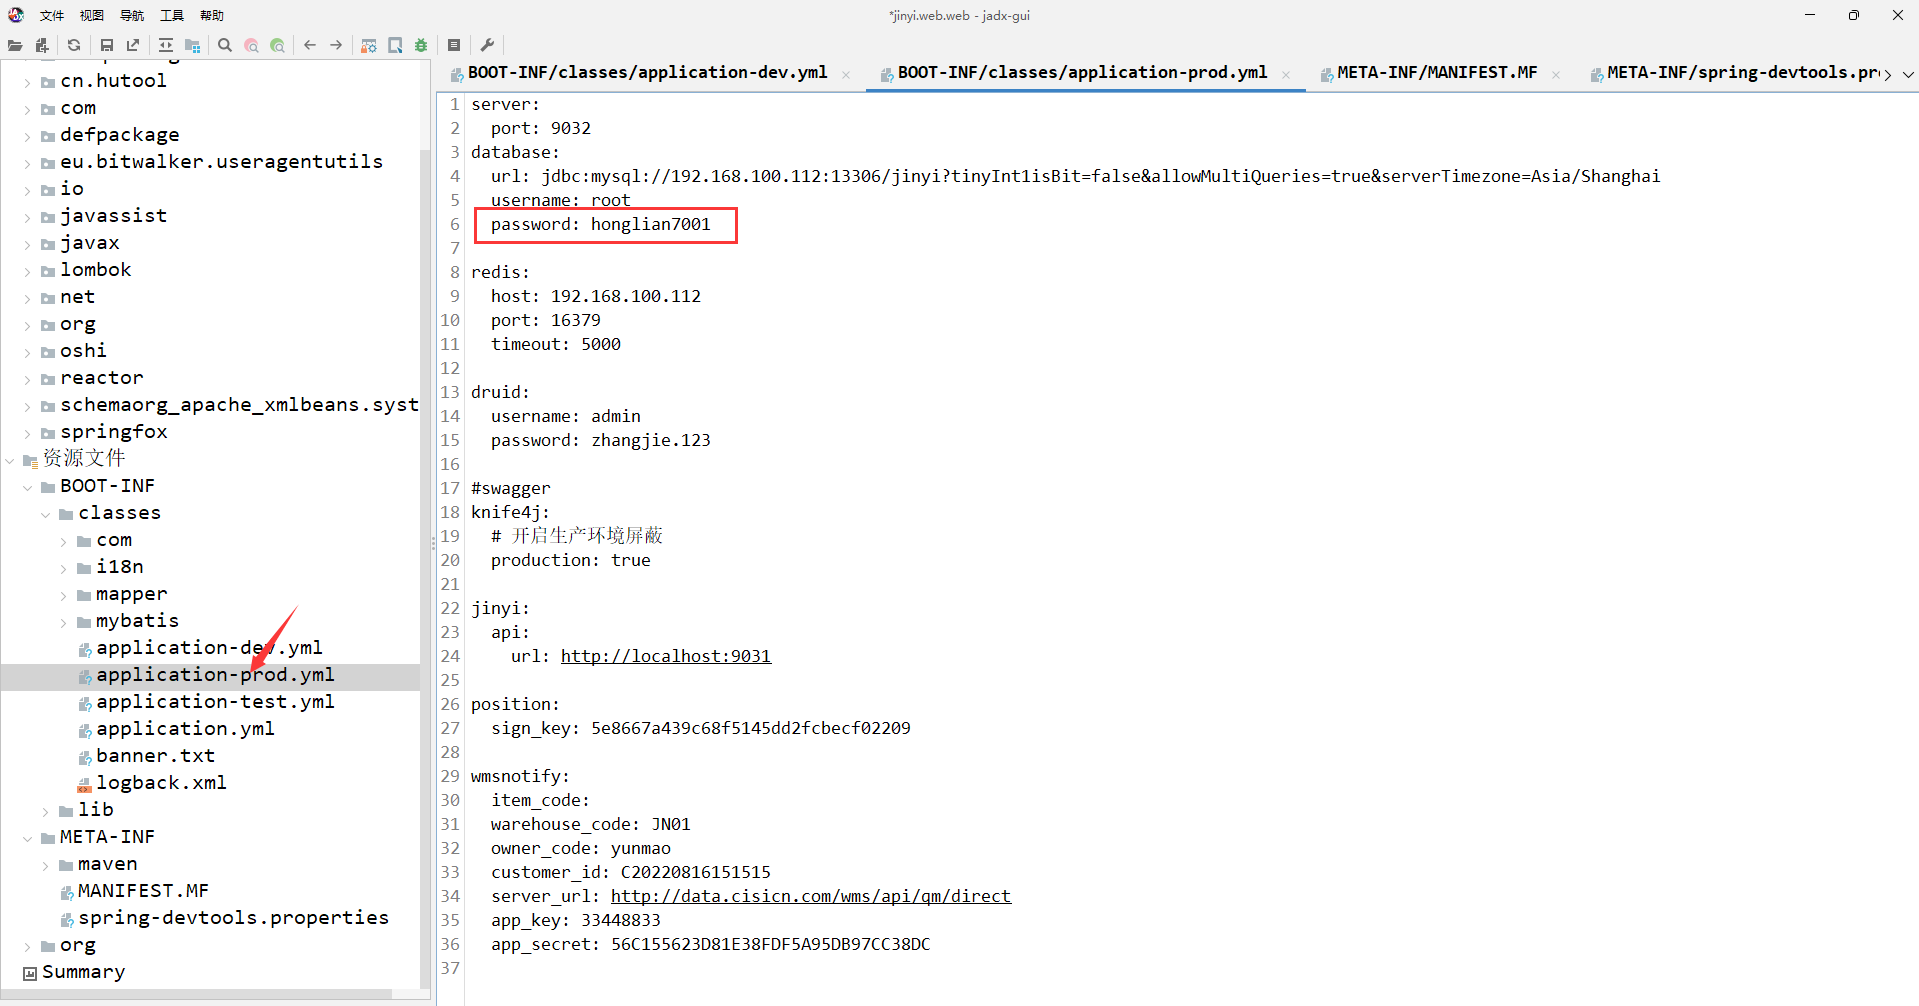 文件 视图 导航 工具 帮助
*jinyi.web.web - jadx-gui
cn.hutool
com
defpackage
eu.bitwalker.useragentutils
io
javassist
javax
lombok
net
org
oshi
reactor
schemaorg_apache_xmlbeans.syst
springfox
资源文件
BOOT-INF
classes
com
i18n
mapper
mybatis
application-dev.yml
application-prod.yml
application-test.yml
application.yml
banner.txt
logback.xml
lib
META-INF
maven
MANIFEST.MF
spring-devtools.properties
org
Summary
BOOT-INF/classes/application-dev.yml
BOOT-INF/classes/application-prod.yml
META-INF/MANIFEST.MF
META-INF/spring-devtools.pr
1 server:
2 port: 9032
3 database:
4 url: jdbc:mysql://192.168.100.112:13306/jinyi?tinyInt1isBit=false&allowMultiQueries=true&serverTimezone=Asia/Shanghai
5 username: root
6 password: honglian7001
7
8 redis:
9 host: 192.168.100.112
10 port: 16379
11 timeout: 5000
12
13 druid:
14 username: admin
15 password: zhangjie.123
16
17 #swagger
18 knife4j:
19 # 开启生产环境屏蔽
20 production: true
21
22 jinyi:
23 api:
24 url: http://localhost:9031
25
26 position:
27 sign_key: 5e8667a439c68f5145dd2fcbecf02209
28
29 wmsnotify:
30 item_code:
31 warehouse_code: JN01
32 owner_code: yunmao
33 customer_id: C20220816151515
34 server_url: http://data.cisicn.com/wms/api/qm/direct
35 app_key: 33448833
36 app_secret: 56C155623D81E38FDF5A95DB97CC38DC
37